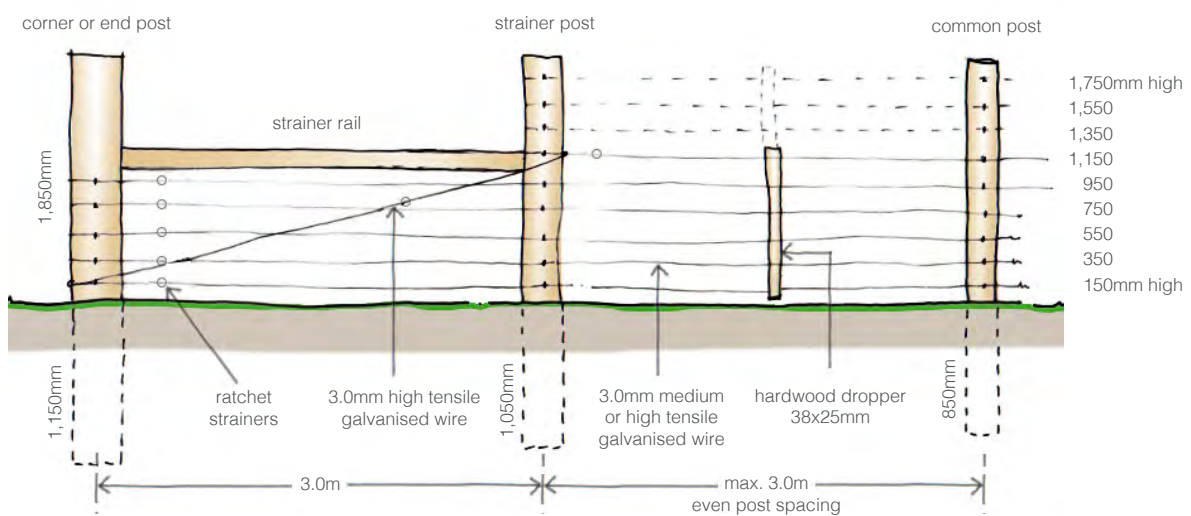 corner or end post
strainer post
common post
strainer rail
1,750mm high
1,550
1,350
1,150
950
750
550
350
150mm high
1,850mm
1,150mm
1,050mm
850mm
ratchet
strainers
3.0mm high tensile
galvanised wire
3.0mm medium
or high tensile
galvanised wire
hardwood dropper
38x25mm
3.0m
max. 3.0m
even post spacing